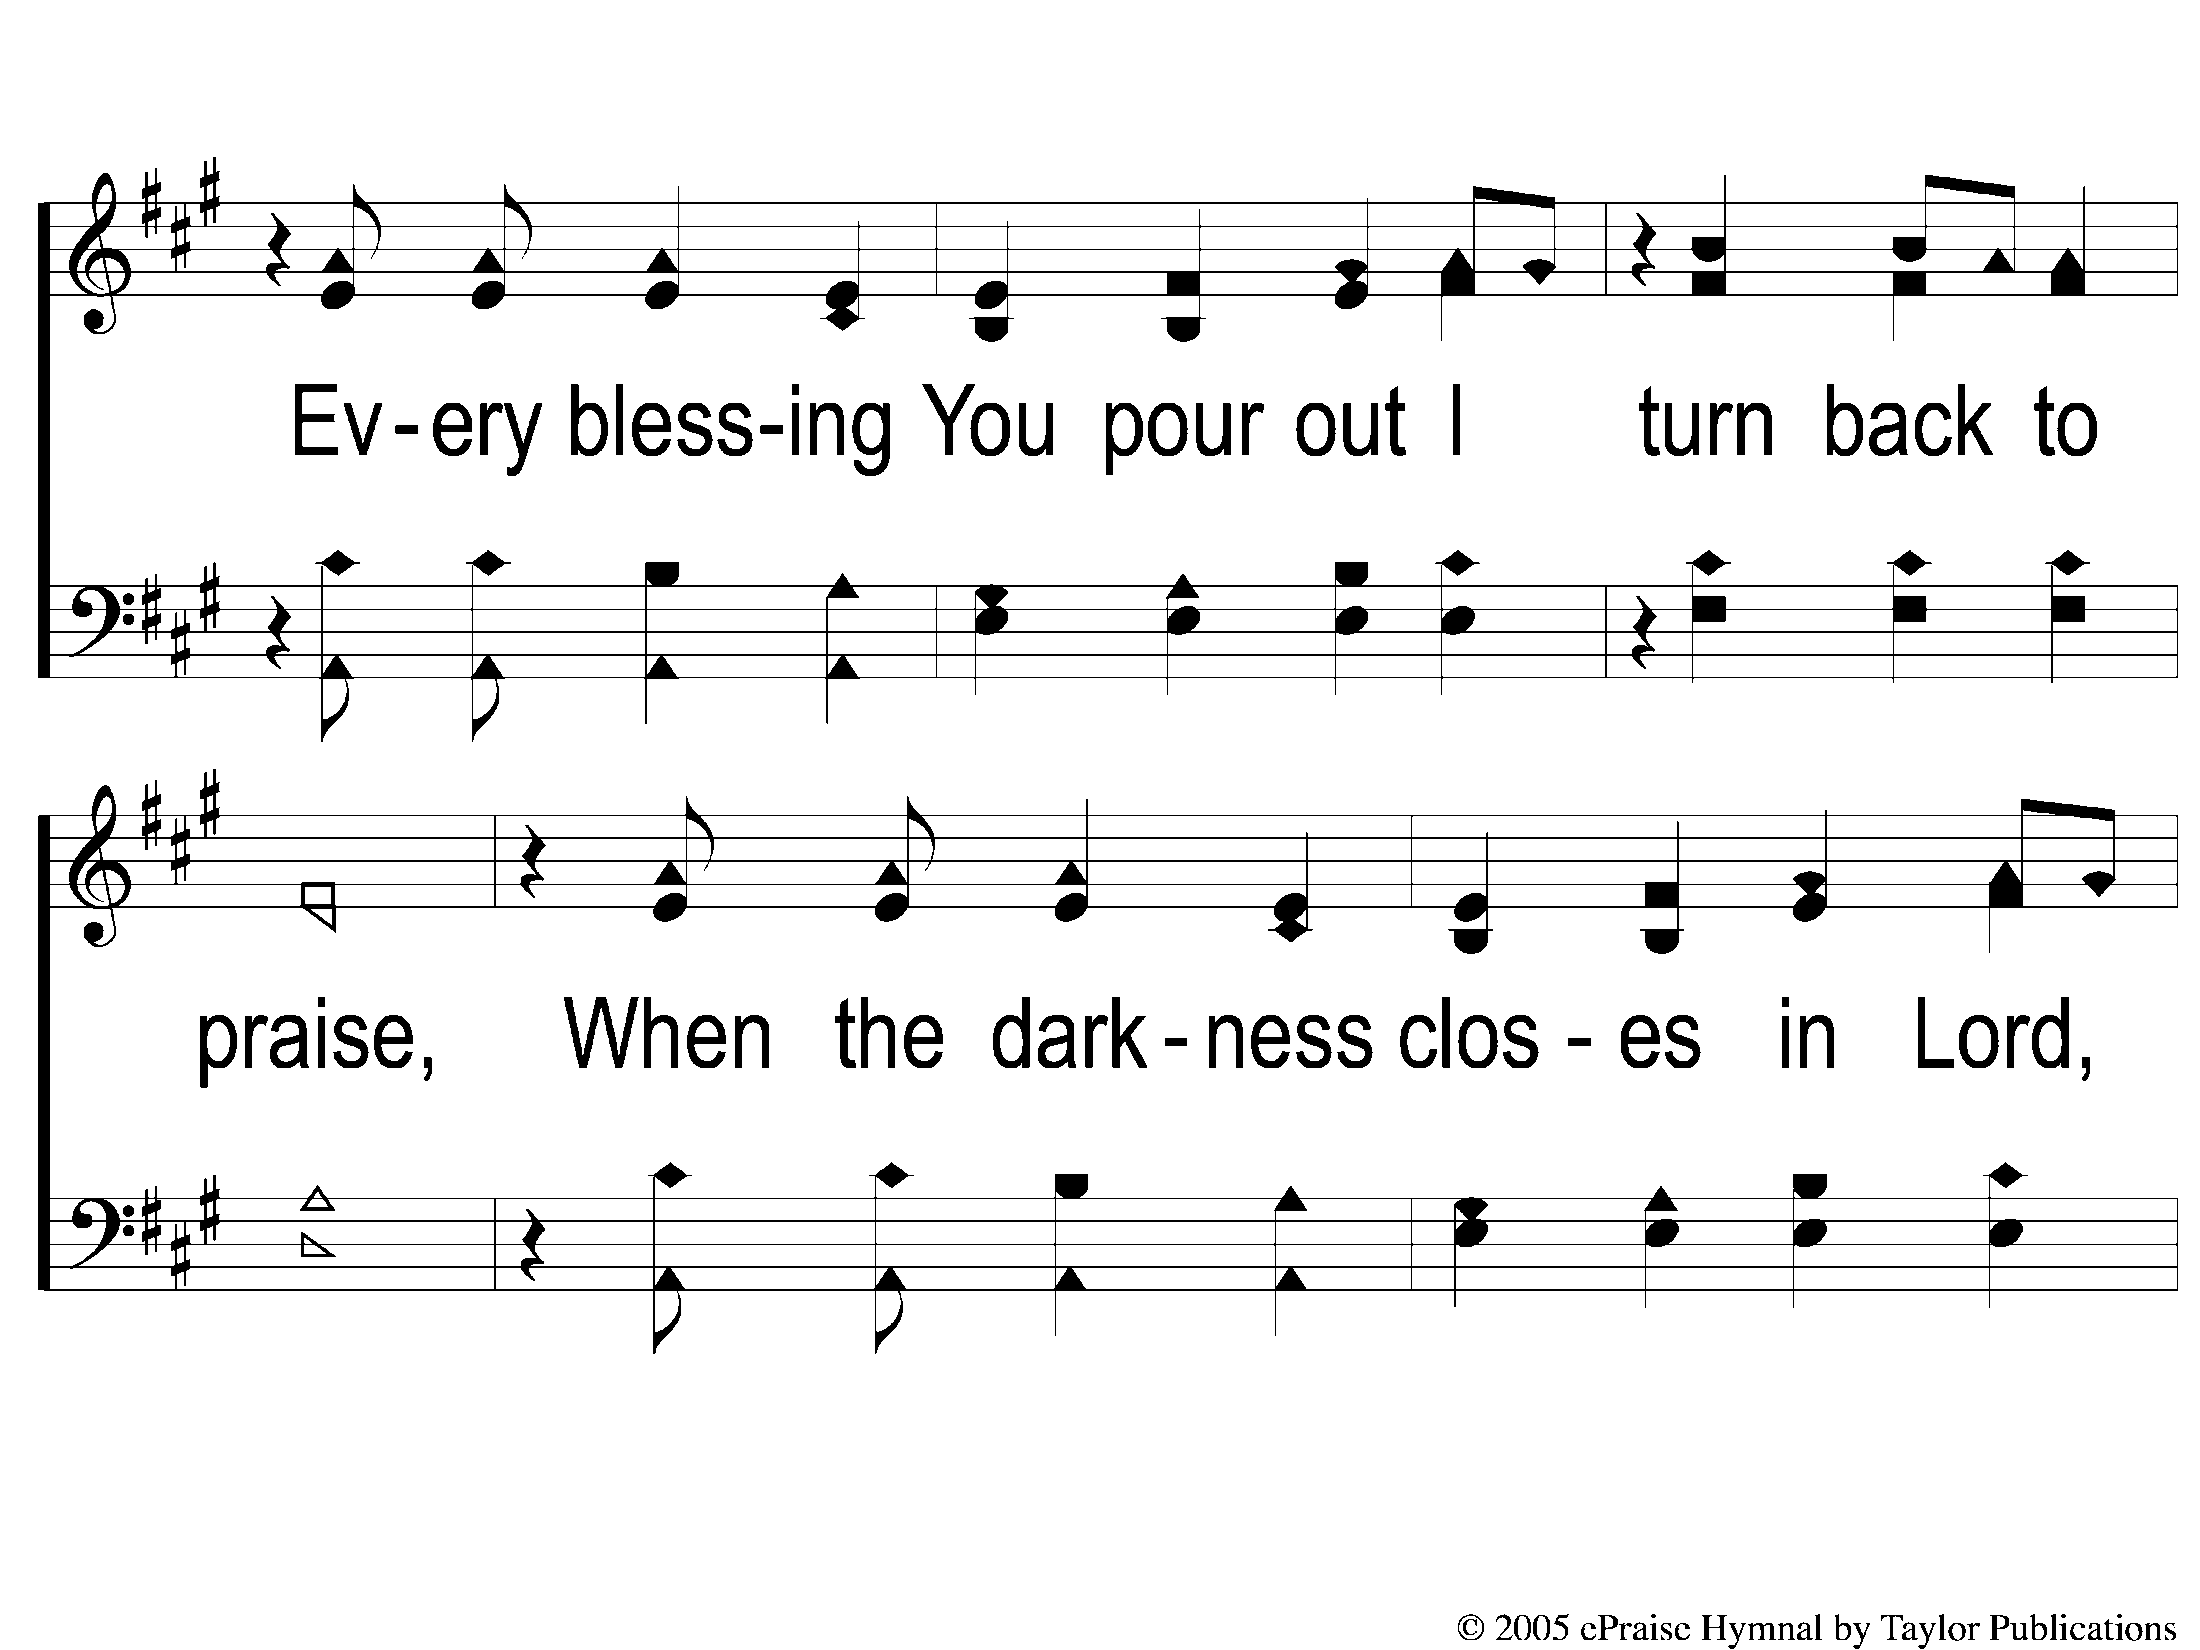 Ev-ery bless-ing You pour out I turn back to
praise, When the dark-ness clos-es in Lord,
© 2005 ePraise Hymnal by Taylor Publications